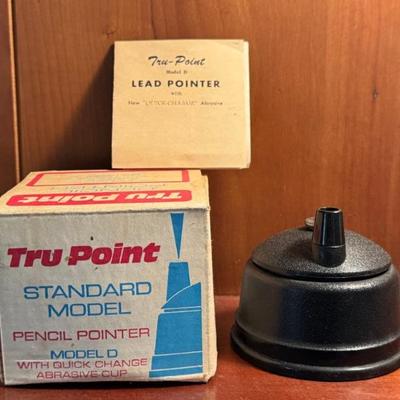 Tru-Point
Model D
LEAD POINTER
with
New "QUICK-CHANGE" Abrasive
Tru Point
Tru Point
STANDARD
MODEL
PENCIL POINTER
MODEL D
WITH QUICK CHANGE
ABRASIVE CUP